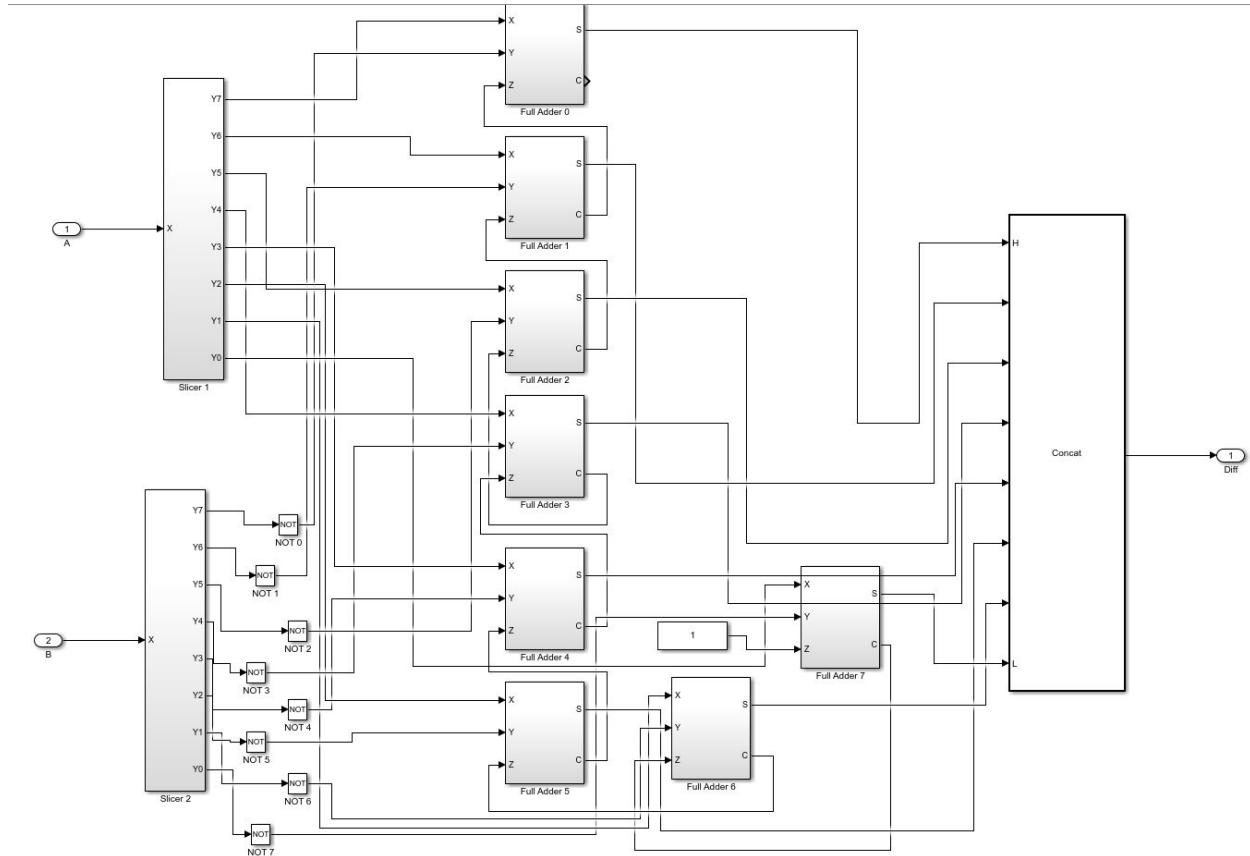 X
Y
Z
S
C
Full Adder 0
1
A
X
Y7
Y6
Y5
Y4
Y3
Y2
Y1
Y0
Slicer 1
X
Y
Z
S
C
Full Adder 1
X
Y
Z
S
C
Full Adder 2
X
Y
Z
S
C
Full Adder 3
H
L
Concat
1
Diff
2
B
X
Y7
Y6
Y5
Y4
Y3
Y2
Y1
Y0
Slicer 2
NOT
NOT 0
NOT
NOT 1
NOT
NOT 2
NOT
NOT 3
NOT
NOT 4
NOT
NOT 5
NOT
NOT 6
NOT
NOT 7
X
Y
Z
S
C
Full Adder 4
1
X
Y
Z
S
C
Full Adder 7
X
Y
Z
S
C
Full Adder 5
X
Y
Z
S
C
Full Adder 6